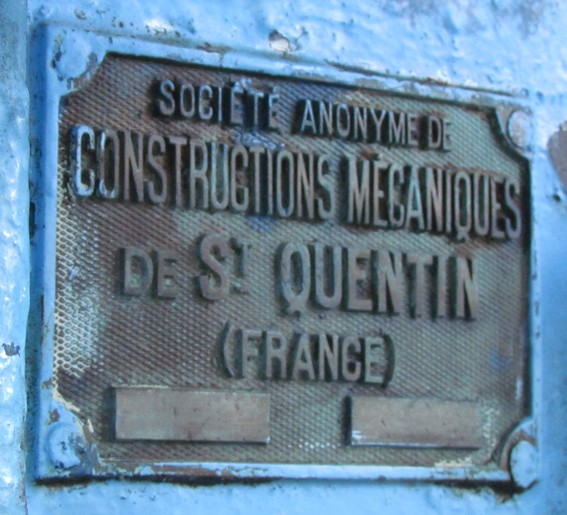 SOCIÉTÉ ANONYME DE
CONSTRUCTIONS MÉCANIQUES
DE ST QUENTIN
(FRANCE)